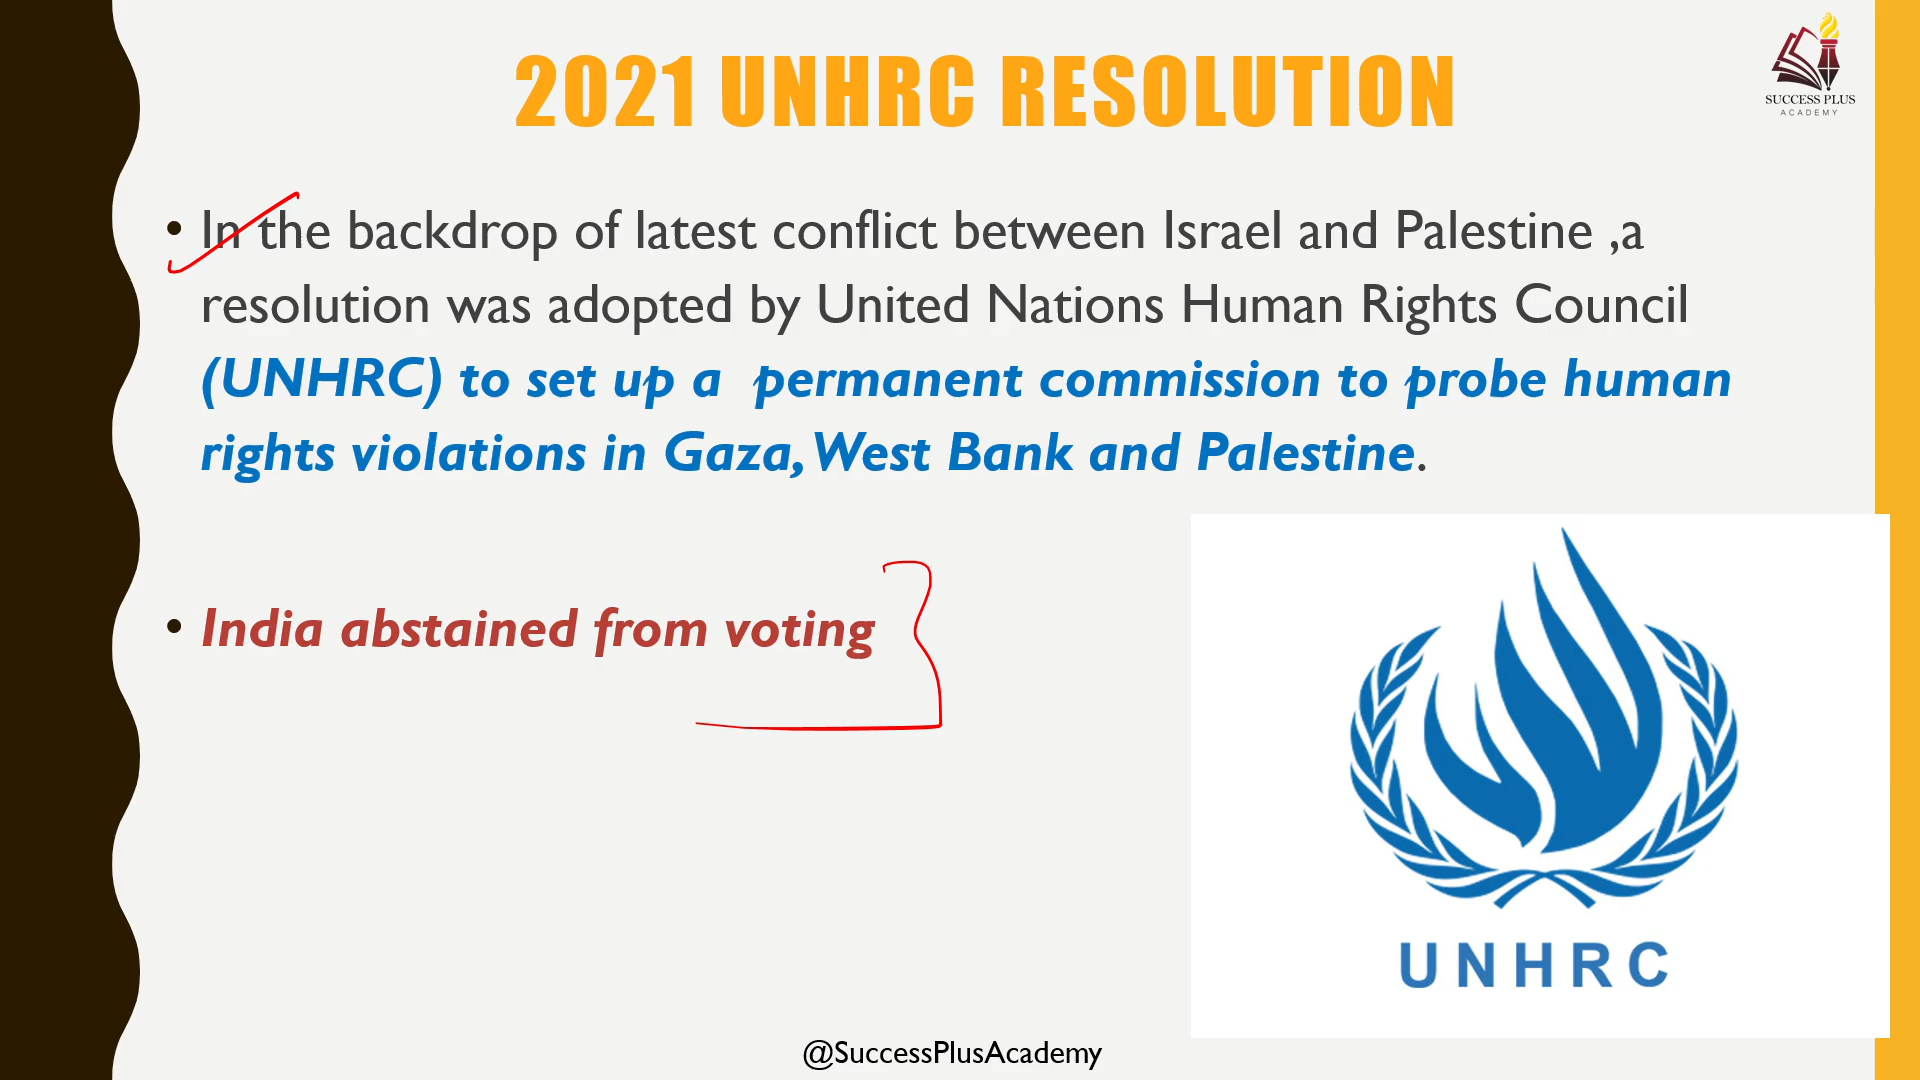 2021 UNHRC RESOLUTION
SUCCESS PLUS
ACADEMY
• In the backdrop of latest conflict between Israel and Palestine ,a
resolution was adopted by United Nations Human Rights Council
(UNHRC) to set up a permanent commission to probe human
rights violations in Gaza, West Bank and Palestine.
• India abstained from voting
UNHRC
@SuccessPlusAcademy